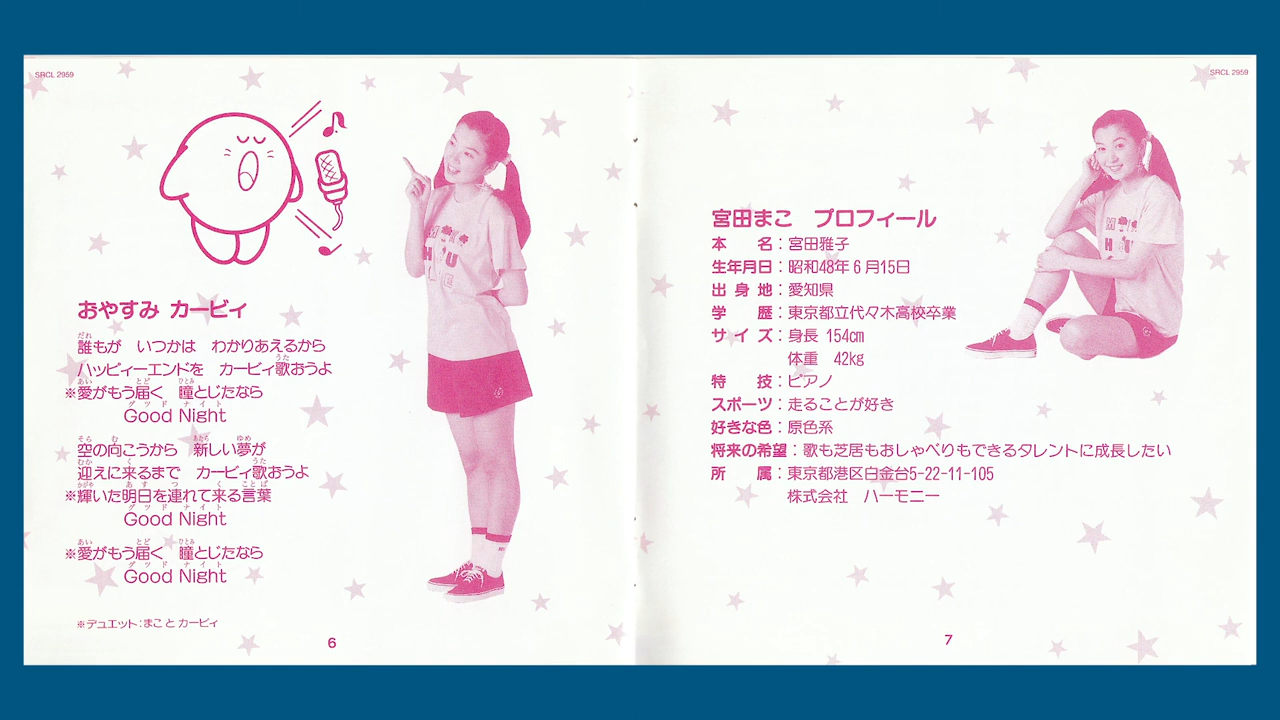 SRCL 2959
おやすみ カービィ
誰もが いつかは わかりあえるから
ハッピィーエンドを カービィ歌おうよ
※愛がもう届く 瞳とじたなら
Good Night
空の向こうから 新しい夢が
迎えに来るまで カービィ歌おうよ
※輝いた明日を連れて来る言葉
Good Night
※愛がもう届く 瞳とじたなら
Good Night
※デュエット:まこ と カービィ
6
SRCL 2959
宮田まこ プロフィール
本名:宮田雅子
生年月日:昭和48年6月15日
出身地:愛知県
学歴:東京都立代々木高校卒業
サイズ:身長 154cm
体重 42kg
特技:ピアノ
スポーツ:走ることが好き
好きな色:原色系
将来の希望:歌も芝居もおしゃべりもできるタレントに成長したい
所属:東京都港区白金台5-22-11-105
株式会社 ハーモニー
7